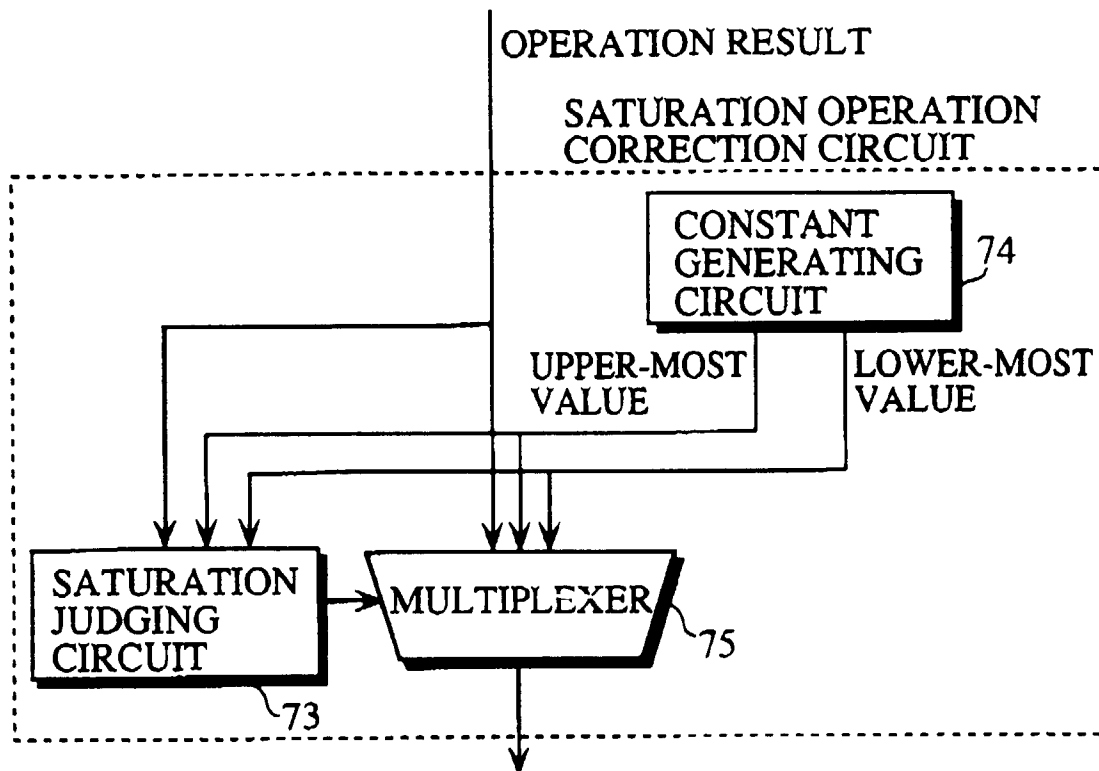 OPERATION RESULT
SATURATION OPERATION
CORRECTION CIRCUIT
CONSTANT
GENERATING
CIRCUIT
74
UPPER-MOST
VALUE
LOWER-MOST
VALUE
SATURATION
JUDGING
CIRCUIT
73
MULTIPLEXER
75